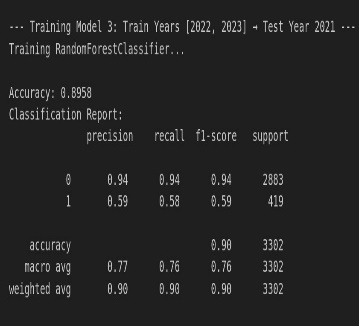 --- Training Model 3: Train Years [2022, 2023] → Test Year 2021 ---
Training RandomForestClassifier...
Accuracy: 0.8958
Classification Report:
precision recall f1-score support
0 0.94 0.94 0.94 2883
1 0.59 0.58 0.59 419
accuracy 0.90 3302
macro avg 0.77 0.76 0.76 3302
weighted avg 0.90 0.90 0.90 3302